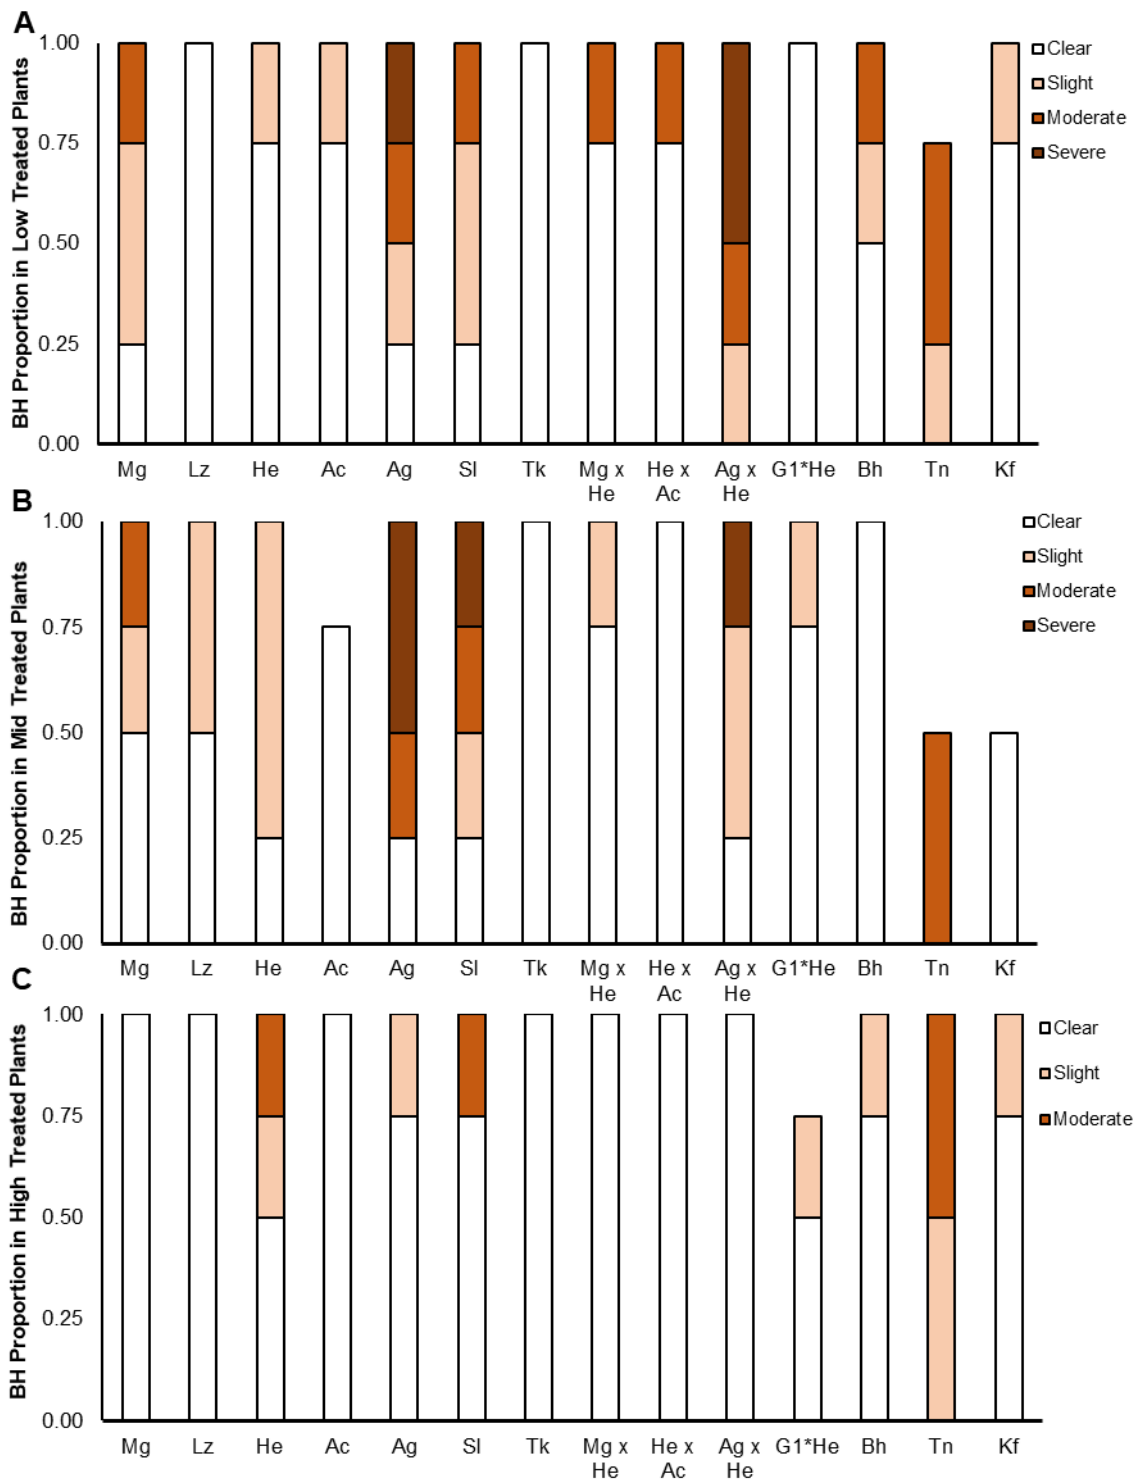 A
BH Proportion in Low Treated Plants
1.00
0.75
0.50
0.25
0.00
Clear
Slight
Moderate
Severe
Mg Lz He Ac Ag Sl Tk Mg x He He x Ac Ag x He G1*He Bh Tn Kf
B
BH Proportion in Mid Treated Plants
1.00
0.75
0.50
0.25
0.00
Clear
Slight
Moderate
Severe
Mg Lz He Ac Ag Sl Tk Mg x He He x Ac Ag x He G1*He Bh Tn Kf
C
BH Proportion in High Treated Plants
1.00
0.75
0.50
0.25
0.00
Clear
Slight
Moderate
Mg Lz He Ac Ag Sl Tk Mg x He He x Ac Ag x He G1*He Bh Tn Kf